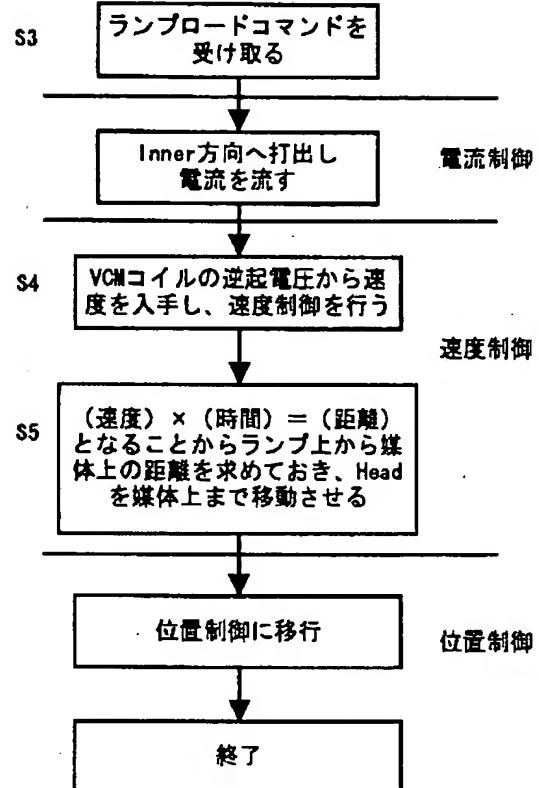 S3
ランプロードコマンドを
受け取る
Inner方向へ打出し
電流を流す
電流制御
S4
VCMコイルの逆起電圧から速
度を入手し、速度制御を行う
速度制御
S5
(速度)×(時間)=(距離)
となることからランプ上から媒
体上の距離を求めておき、Head
を媒体上まで移動させる
位置制御に移行
位置制御
終了